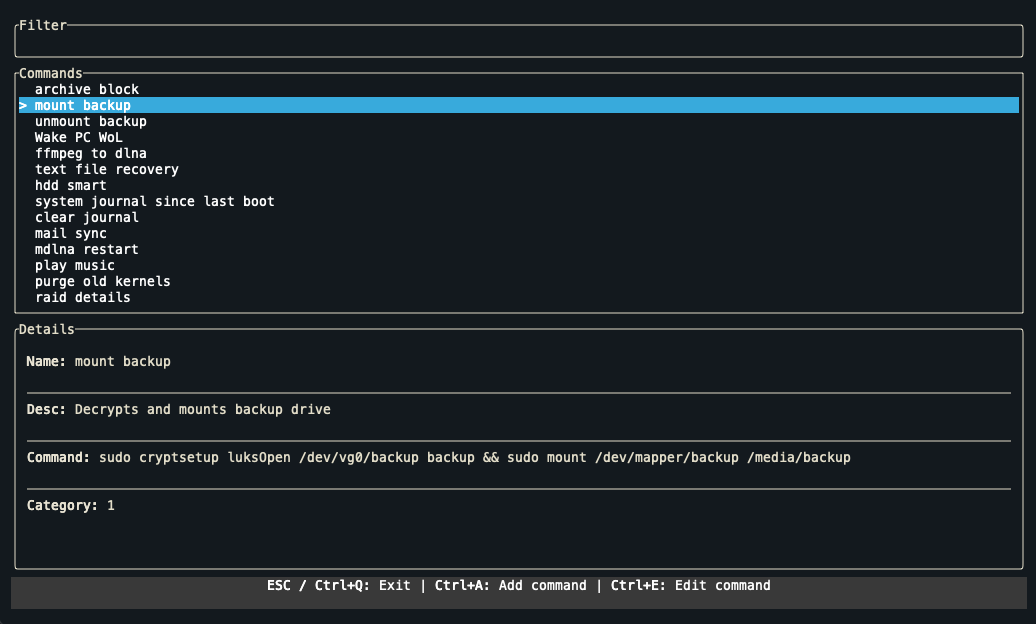 Filter
Commands
archive block
> mount backup
unmount backup
Wake PC WoL
ffmpeg to dlna
text file recovery
hdd smart
system journal since last boot
clear journal
mail sync
mdlna restart
play music
purge old kernels
raid details
Details
Name: mount backup
Desc: Decrypts and mounts backup drive
Command: sudo cryptsetup luksOpen /dev/vg0/backup backup && sudo mount /dev/mapper/backup /media/backup
Category: 1
ESC / Ctrl+Q: Exit | Ctrl+A: Add command | Ctrl+E: Edit command